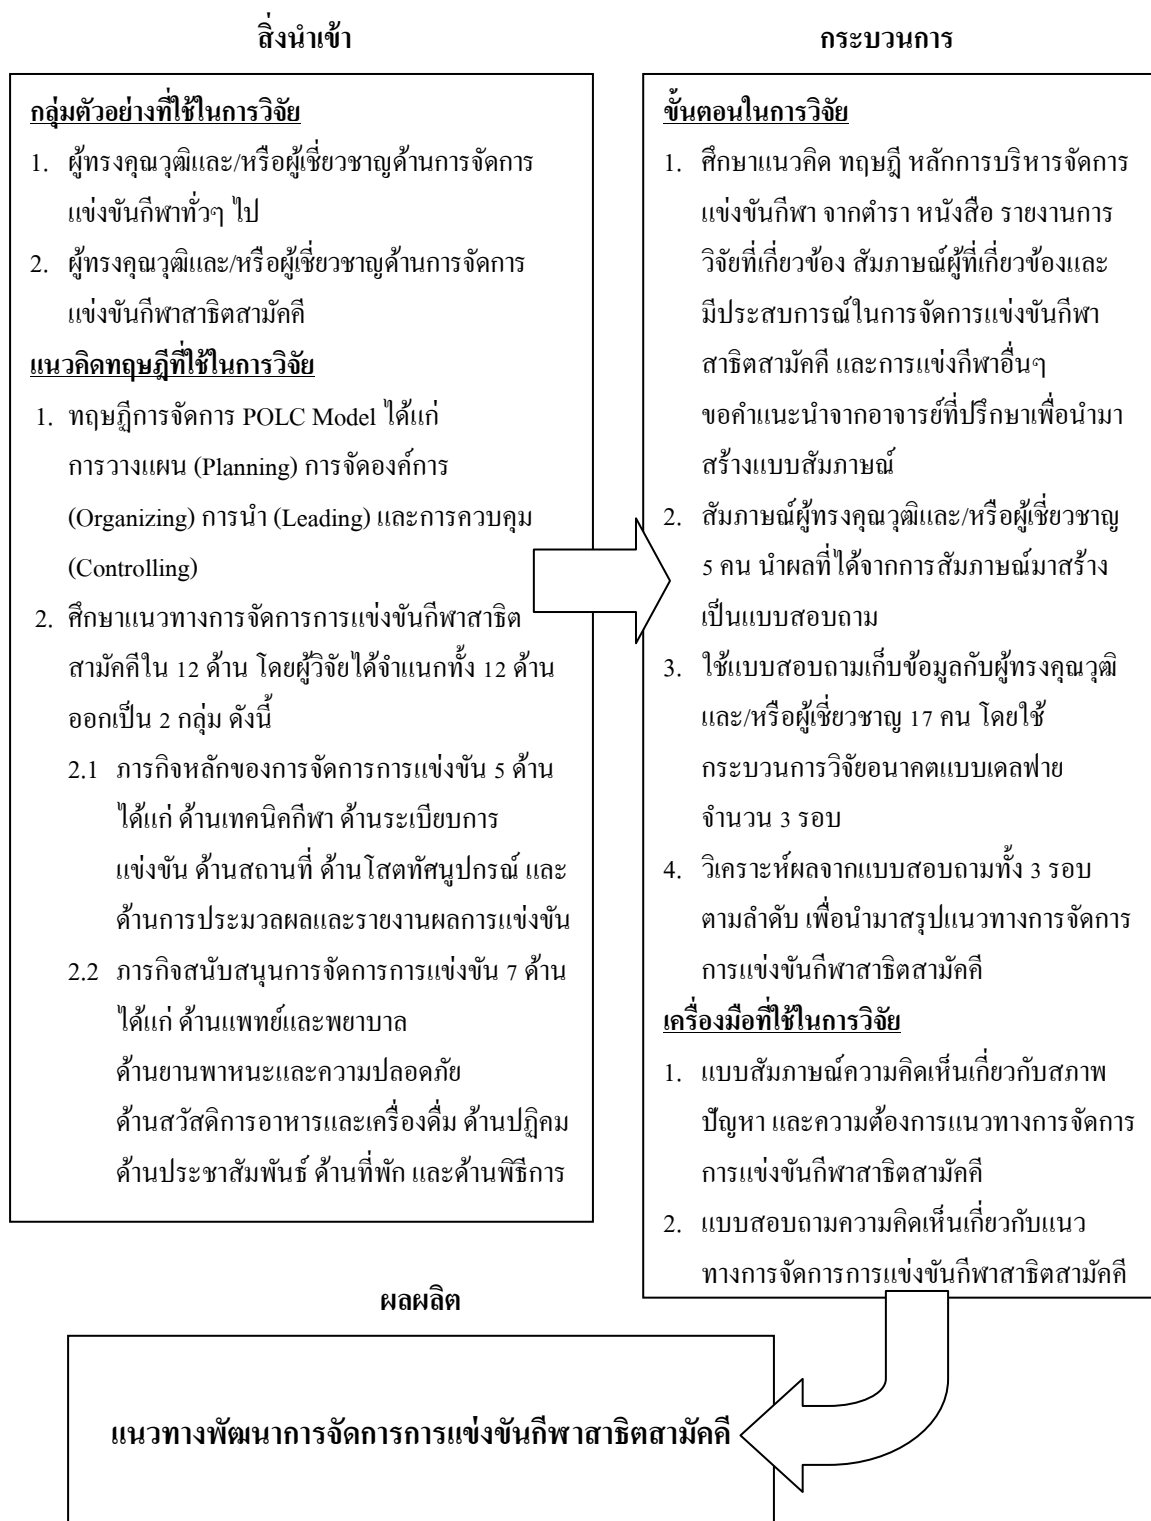 สิ่งนำเข้า
กลุ่มตัวอย่างที่ใช้ในการวิจัย
1. ผู้ทรงคุณวุฒิและ/หรือผู้เชี่ยวชาญด้านการจัดการ
แข่งขันกีฬาทั่วๆ ไป
2. ผู้ทรงคุณวุฒิและ/หรือผู้เชี่ยวชาญด้านการจัดการ
แข่งขันกีฬาสาธิตสามัคคี
แนวคิดทฤษฎีที่ใช้ในการวิจัย
1. ทฤษฎีการจัดการ POLC Model ได้แก่
การวางแผน (Planning) การจัดองค์การ
(Organizing) การนำ (Leading) และการควบคุม
(Controlling)
2. ศึกษาแนวทางการจัดการการแข่งขันกีฬาสาธิต
สามัคคีใน 12 ด้าน โดยผู้วิจัยได้จำแนกทั้ง 12 ด้าน
ออกเป็น 2 กลุ่ม ดังนี้
2.1 ภารกิจหลักของการจัดการการแข่งขัน 5 ด้าน
ได้แก่ ด้านเทคนิคกีฬา ด้านระเบียบการ
แข่งขัน ด้านสถานที่ ด้านโสตทัศนูปกรณ์ และ
ด้านการประมวลผลและรายงานผลการแข่งขัน
2.2 ภารกิจสนับสนุนการจัดการการแข่งขัน 7 ด้าน
ได้แก่ ด้านแพทย์และพยาบาล
ด้านยานพาหนะและความปลอดภัย
ด้านสวัสดิการอาหารและเครื่องดื่ม ด้านปฏิคม
ด้านประชาสัมพันธ์ ด้านที่พัก และด้านพิธีการ
กระบวนการ
ขั้นตอนในการวิจัย
1. ศึกษาแนวคิด ทฤษฎี หลักการบริหารจัดการ
แข่งขันกีฬา จากตำรา หนังสือ รายงานการ
วิจัยที่เกี่ยวข้อง สัมภาษณ์ผู้ที่เกี่ยวข้องและ
มีประสบการณ์ในการจัดการแข่งขันกีฬา
สาธิตสามัคคี และการแข่งกีฬาอื่นๆ
ขอคำแนะนำจากอาจารย์ที่ปรึกษาเพื่อนำมา
สร้างแบบสัมภาษณ์
2. สัมภาษณ์ผู้ทรงคุณวุฒิและ/หรือผู้เชี่ยวชาญ
5 คน นำผลที่ได้จากการสัมภาษณ์มาสร้าง
เป็นแบบสอบถาม
3. ใช้แบบสอบถามเก็บข้อมูลกับผู้ทรงคุณวุฒิ
และ/หรือผู้เชี่ยวชาญ 17 คน โดยใช้
กระบวนการวิจัยอนาคตแบบเดลฟาย
จำนวน 3 รอบ
4. วิเคราะห์ผลจากแบบสอบถามทั้ง 3 รอบ
ตามลำดับ เพื่อนำมาสรุปแนวทางการจัดการ
การแข่งขันกีฬาสาธิตสามัคคี
เครื่องมือที่ใช้ในการวิจัย
1. แบบสัมภาษณ์ความคิดเห็นเกี่ยวกับสภาพ
ปัญหา และความต้องการแนวทางการจัดการ
การแข่งขันกีฬาสาธิตสามัคคี
2. แบบสอบถามความคิดเห็นเกี่ยวกับแนว
ทางการจัดการการแข่งขันกีฬาสาธิตสามัคคี
ผลผลิต
แนวทางพัฒนาการจัดการการแข่งขันกีฬาสาธิตสามัคคี